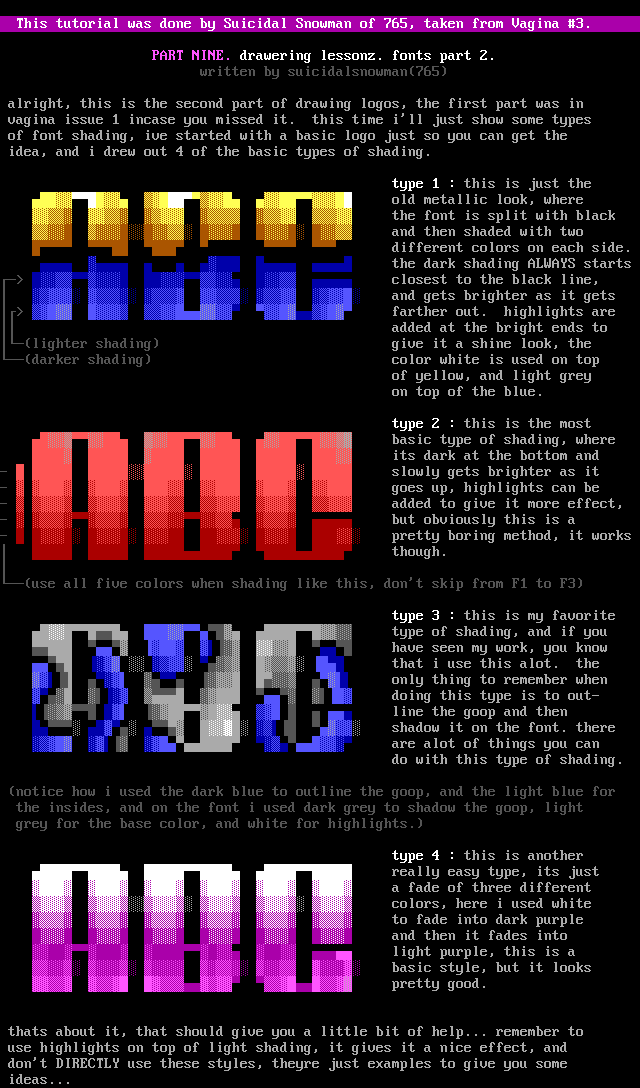 This tutorial was done by Suicidal Snowman of 765, taken from Vagina #3.
PART NINE. drawering lessonz. fonts part 2.
written by suicidalsnowman(765)
alright, this is the second part of drawing logos, the first part was in
vagina issue 1 incase you missed it.  this time i'll just show some types
of font shading, ive started with a basic logo just so you can get the
idea, and i drew out 4 of the basic types of shading.
type 1 : this is just the
old metallic look, where
the font is split with black
and then shaded with two
different colors on each side.
the dark shading ALWAYS starts
closest to the black line,
and gets brighter as it gets
farther out.  highlights are
added at the bright ends to
give it a shine look, the
color white is used on top
of yellow, and light grey
on top of the blue.
(lighter shading)
(darker shading)
type 2 : this is the most
basic type of shading, where
its dark at the bottom and
slowly gets brighter as it
goes up, highlights can be
added to give it more effect,
but obviously this is a
pretty boring method, it works
though.
(use all five colors when shading like this, don't skip from F1 to F3)
type 3 : this is my favorite
type of shading, and if you
have seen my work, you know
that i use this alot.  the
only thing to remember when
doing this type is to out-
line the goop and then
shadow it on the font. there
are alot of things you can
do with this type of shading.
(notice how i used the dark blue to outline the goop, and the light blue for
the insides, and on the font i used dark grey to shadow the goop, light
grey for the base color, and white for highlights.)
type 4 : this is another
really easy type, its just
a fade of three different
colors, here i used white
to fade into dark purple
and then it fades into
light purple, this is a
basic style, but it looks
pretty good.
thats about it, that should give you a little bit of help... remember to
use highlights on top of light shading, it gives it a nice effect, and
don't DIRECTLY use these styles, theyre just examples to give you some
ideas...